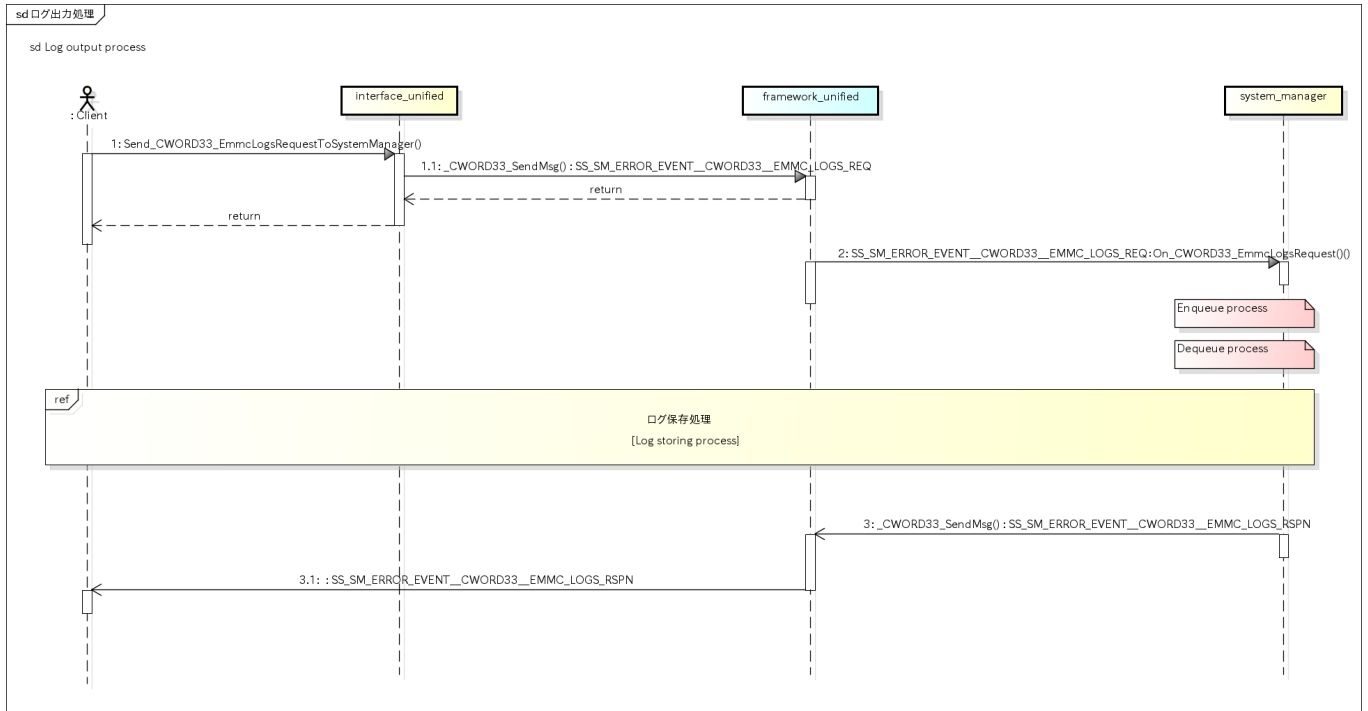 sd ログ出力処理
sd Log output process
: Client
interface_unified
framework_unified
system_manager
1: Send_CWORD33_EmmcLogsRequestToSystemManager()
1.1: _CWORD33_SendMsg() : SS_SM_ERROR_EVENT__CWORD33__EMMC_LOGS_REQ
return
return
2: SS_SM_ERROR_EVENT__CWORD33__EMMC_LOGS_REQ:On_CWORD33_EmmcLogsRequest()()
Enqueue process
Dequeue process
ref
ログ保存処理
[Log storing process]
3: _CWORD33_SendMsg() : SS_SM_ERROR_EVENT__CWORD33__EMMC_LOGS_RSPN
3.1: : SS_SM_ERROR_EVENT__CWORD33__EMMC_LOGS_RSPN